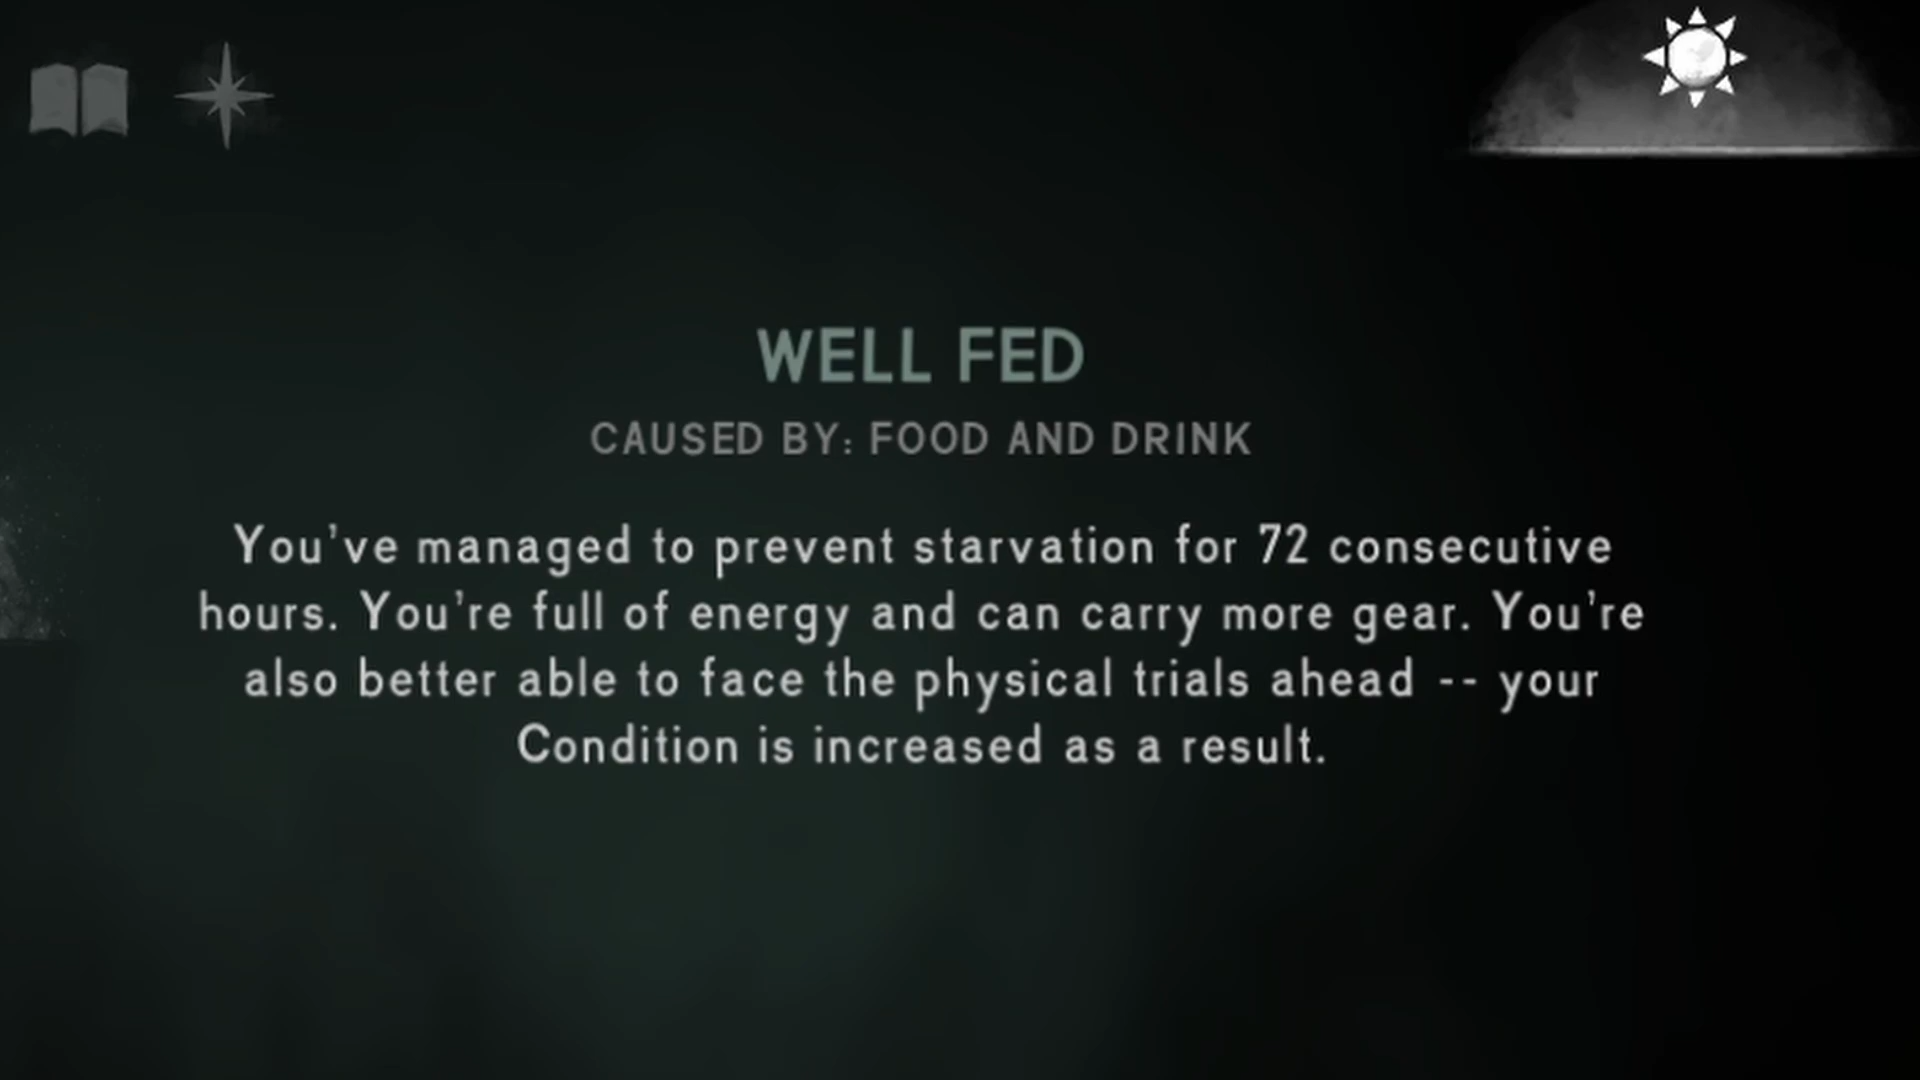 WELL FED
CAUSED BY: FOOD AND DRINK
You've managed to prevent starvation for 72 consecutive
hours. You're full of energy and can carry more gear. You're
also better able to face the physical trials ahead -- your
Condition is increased as a result.